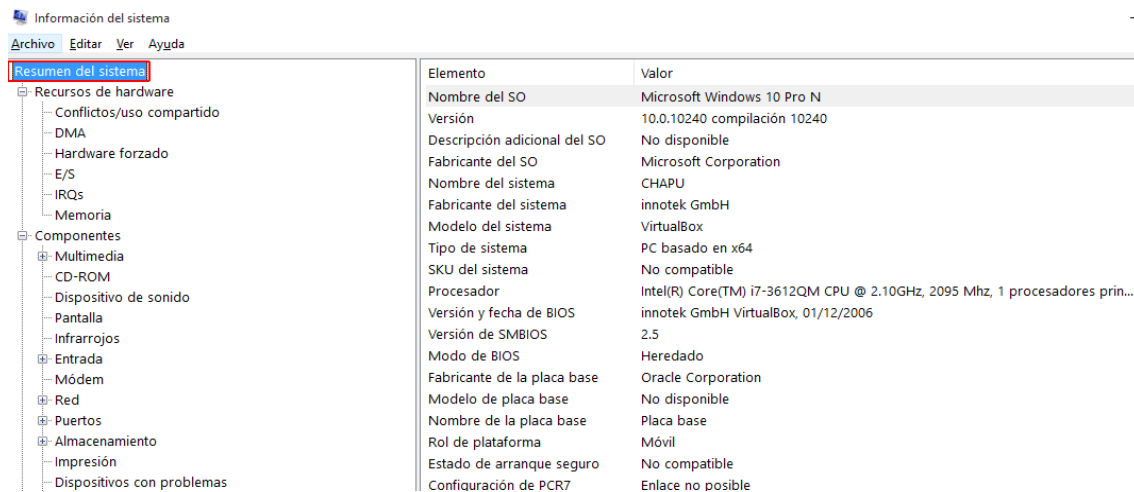 Información del sistema
Archivo Editar Ver Ayuda
Resumen del sistema
Recursos de hardware
Conflictos/uso compartido
DMA
Hardware forzado
E/S
IRQs
Memoria
Componentes
Multimedia
CD-ROM
Dispositivo de sonido
Pantalla
Infrarrojos
Entrada
Módem
Red
Puertos
Almacenamiento
Impresión
Dispositivos con problemas
Elemento Valor
Nombre del SO Microsoft Windows 10 Pro N
Versión 10.0.10240 compilación 10240
Descripción adicional del SO No disponible
Fabricante del SO Microsoft Corporation
Nombre del sistema CHAPU
Fabricante del sistema innotek GmbH
Modelo del sistema VirtualBox
Tipo de sistema PC basado en x64
SKU del sistema No compatible
Procesador Intel(R) Core(TM) i7-3612QM CPU @ 2.10GHz, 2095 Mhz, 1 procesadores prin...
Versión y fecha de BIOS innotek GmbH VirtualBox, 01/12/2006
Versión de SMBIOS 2.5
Modo de BIOS Heredado
Fabricante de la placa base Oracle Corporation
Modelo de placa base No disponible
Nombre de la placa base Placa base
Rol de plataforma Móvil
Estado de arranque seguro No compatible
Configuración de PCR7 Enlace no posible